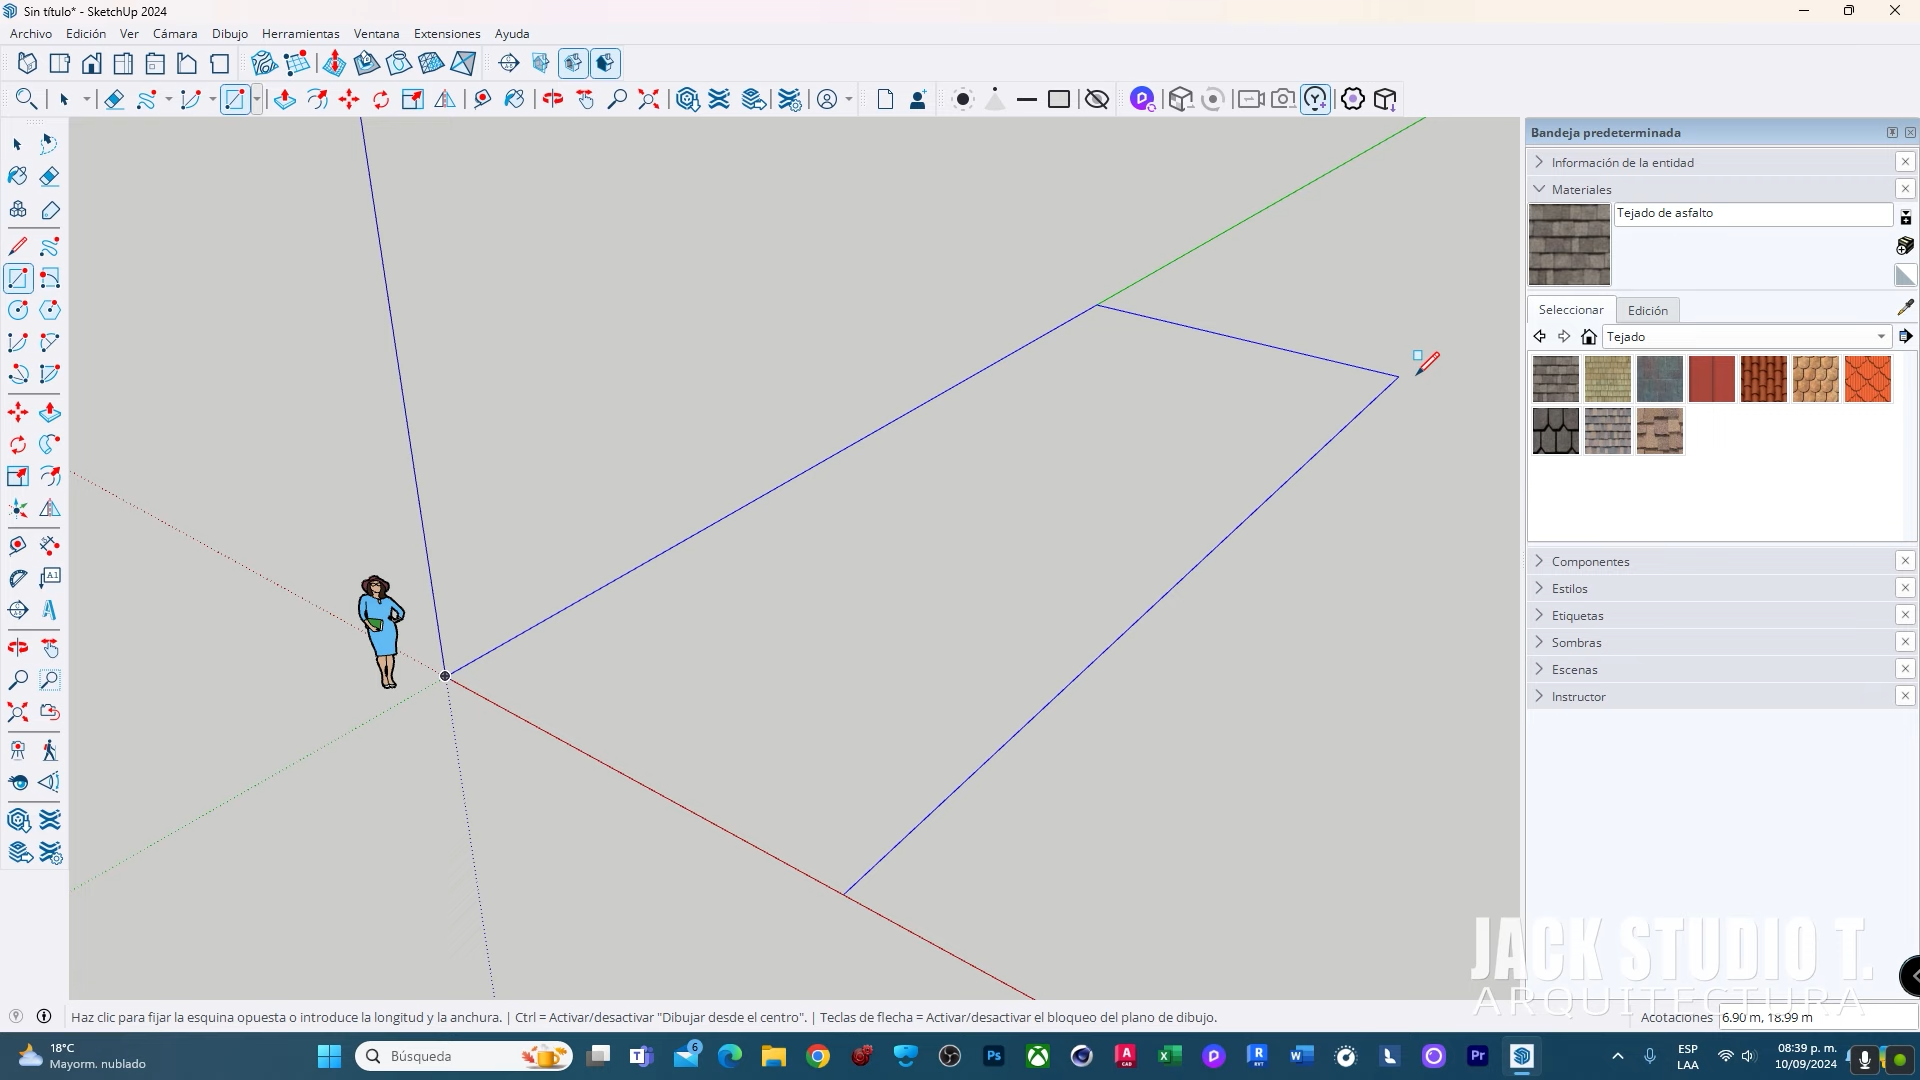 Sin título* - SketchUp 2024
Archivo Edición Ver Cámara Dibujo Herramientas Ventana Extensiones Ayuda
Bandeja predeterminada
Información de la entidad
Materiales
Tejado de asfalto
Seleccionar Edición
Tejado
Componentes
Estilos
Etiquetas
Sombras
Escenas
Instructor
A1
JACK STUDIO T.
ARQUITECTURA
Haz clic para fijar la esquina opuesta o introduce la longitud y la anchura. | Ctrl = Activar/desactivar "Dibujar desde el centro". | Teclas de flecha = Activar/desactivar el bloqueo del plano de dibujo.
Acotaciones 6.90 m, 18.99 m
18°C
Mayorm. nublado
Búsqueda
6
Ps
W
Pr
ESP
LAA
08:39 p. m.
10/09/2024